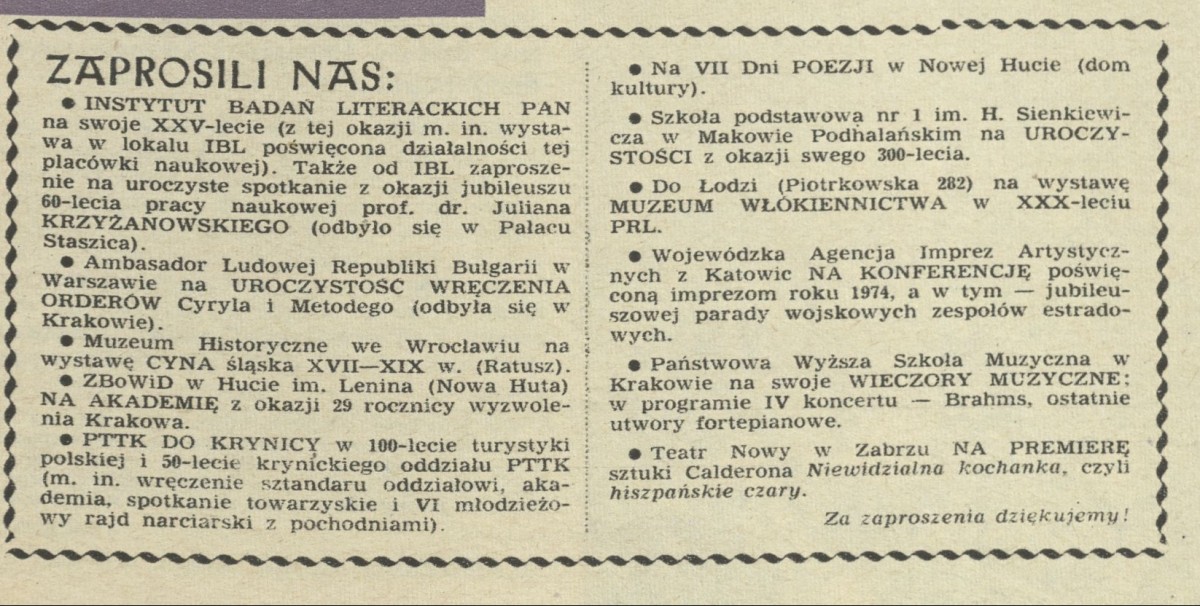 ZAPROSILI NAS:
● INSTYTUT BADAŃ LITERACKICH PAN
na swoje XXV-lecie (z tej okazji m. in. wysta-
wa w lokalu IBL poświęcona działalności tej
placówki naukowej). Także od IBL zaprosze-
nie na uroczyste spotkanie z okazji jubileuszu
60-lecia pracy naukowej prof. dr. Juliana
KRZYŻANOWSKIEGO (odbyło się w Pałacu
Staszica).
● Ambasador Ludowej Republiki Bułgarii w
Warszawie na UROCZYSTOŚĆ WRĘCZENIA
ORDERÓW Cyryla i Metodego (odbyła się w
Krakowie).
● Muzeum Historyczne we Wrocławiu na
wystawę CYNA śląska XVII—XIX w. (Ratusz).
● ZBoWiD w Hucie im. Lenina (Nowa Huta)
NA AKADEMIĘ z okazji 29 rocznicy wyzwole-
nia Krakowa.
● PTTK DO KRYNICY w 100-lecie turystyki
polskiej i 50-lecie krynickiego oddziału PTTK
(m. in. wręczenie sztandaru oddziałowi, aka-
demia, spotkanie towarzyskie i VI młodzieżo-
wy rajd narciarski z pochodniami).
● Na VII Dni POEZJI w Nowej Hucie (dom
kultury).
● Szkoła podstawowa nr 1 im. H. Sienkiewi-
cza w Makowie Podhalańskim na UROCZY-
STOŚCI z okazji swego 300-lecia.
● Do Łodzi (Piotrkowska 282) na wystawę
MUZEUM WŁÓKIENNICTWA w XXX-leciu
PRL.
● Wojewódzka Agencja Imprez Artystycz-
nych z Katowic NA KONFERENCJĘ poświę-
coną imprezom roku 1974, a w tym — jubileu-
szowej parady wojskowych zespołów estrado-
wych.
● Państwowa Wyższa Szkoła Muzyczna w
Krakowie na swoje WIECZORY MUZYCZNE:
w programie IV koncertu — Brahms, ostatnie
utwory fortepianowe.
● Teatr Nowy w Zabrzu NA PREMIERĘ
sztuki Calderona Niewidzialna kochanka, czyli
hiszpańskie czary.
Za zaproszenia dziękujemy!